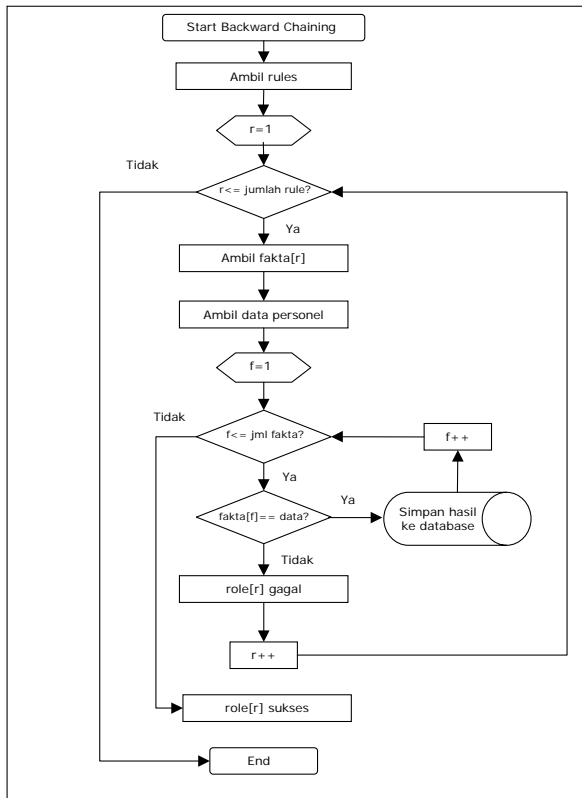 Start Backward Chaining
Ambil rules
r=1
Tidak
r<= jumlah rule?
Ya
Ambil fakta[r]
Ambil data personel
f=1
Tidak
f<= jml fakta?
f++
Ya
fakta[f]== data?
Ya
Simpan hasil
ke database
Tidak
role[r] gagal
r++
role[r] sukses
End